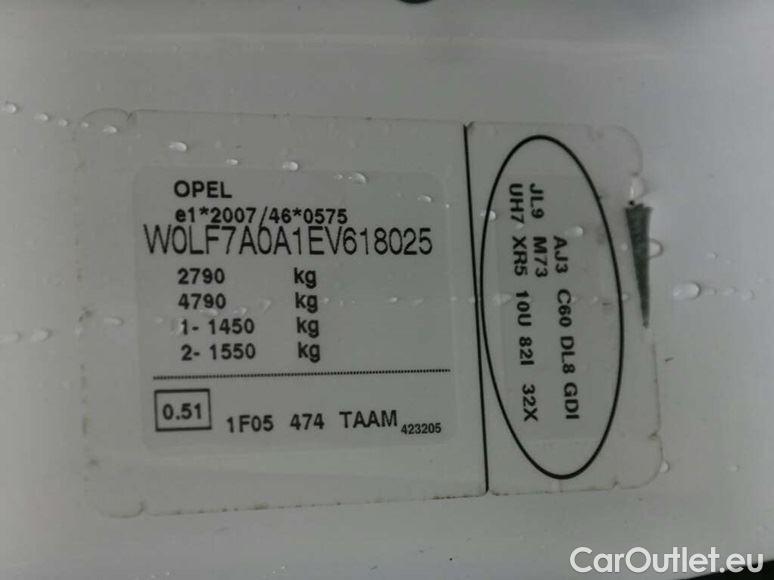 OPEL
e1*2007/46*0575
W0LF7A0A1EV618025
2790 kg
4790 kg
1- 1450 kg
2- 1550 kg
0.51 1F05 474 TAAM 423205
AJ3 C60 DL8 GDI
JL9 M73 10U 82I 32X
UH7 XR5
CarOutlet.eu